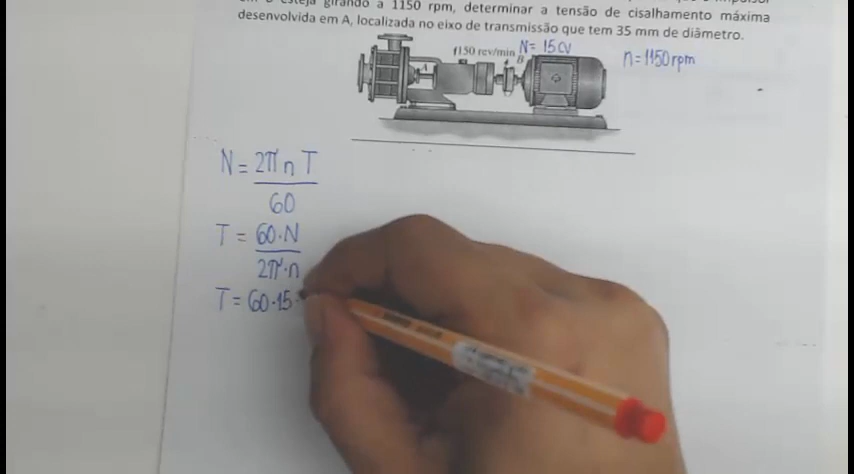 esteja girando a 1150 rpm, determinar a tensão de cisalhamento máxima
desenvolvida em A, localizada no eixo de transmissão que tem 35 mm de diâmetro.
1150 rev/min N= 15 CV
n=1150 rpm
A
B
N = 2π n T
60
T = 60·N
2π·n
T = 60·15